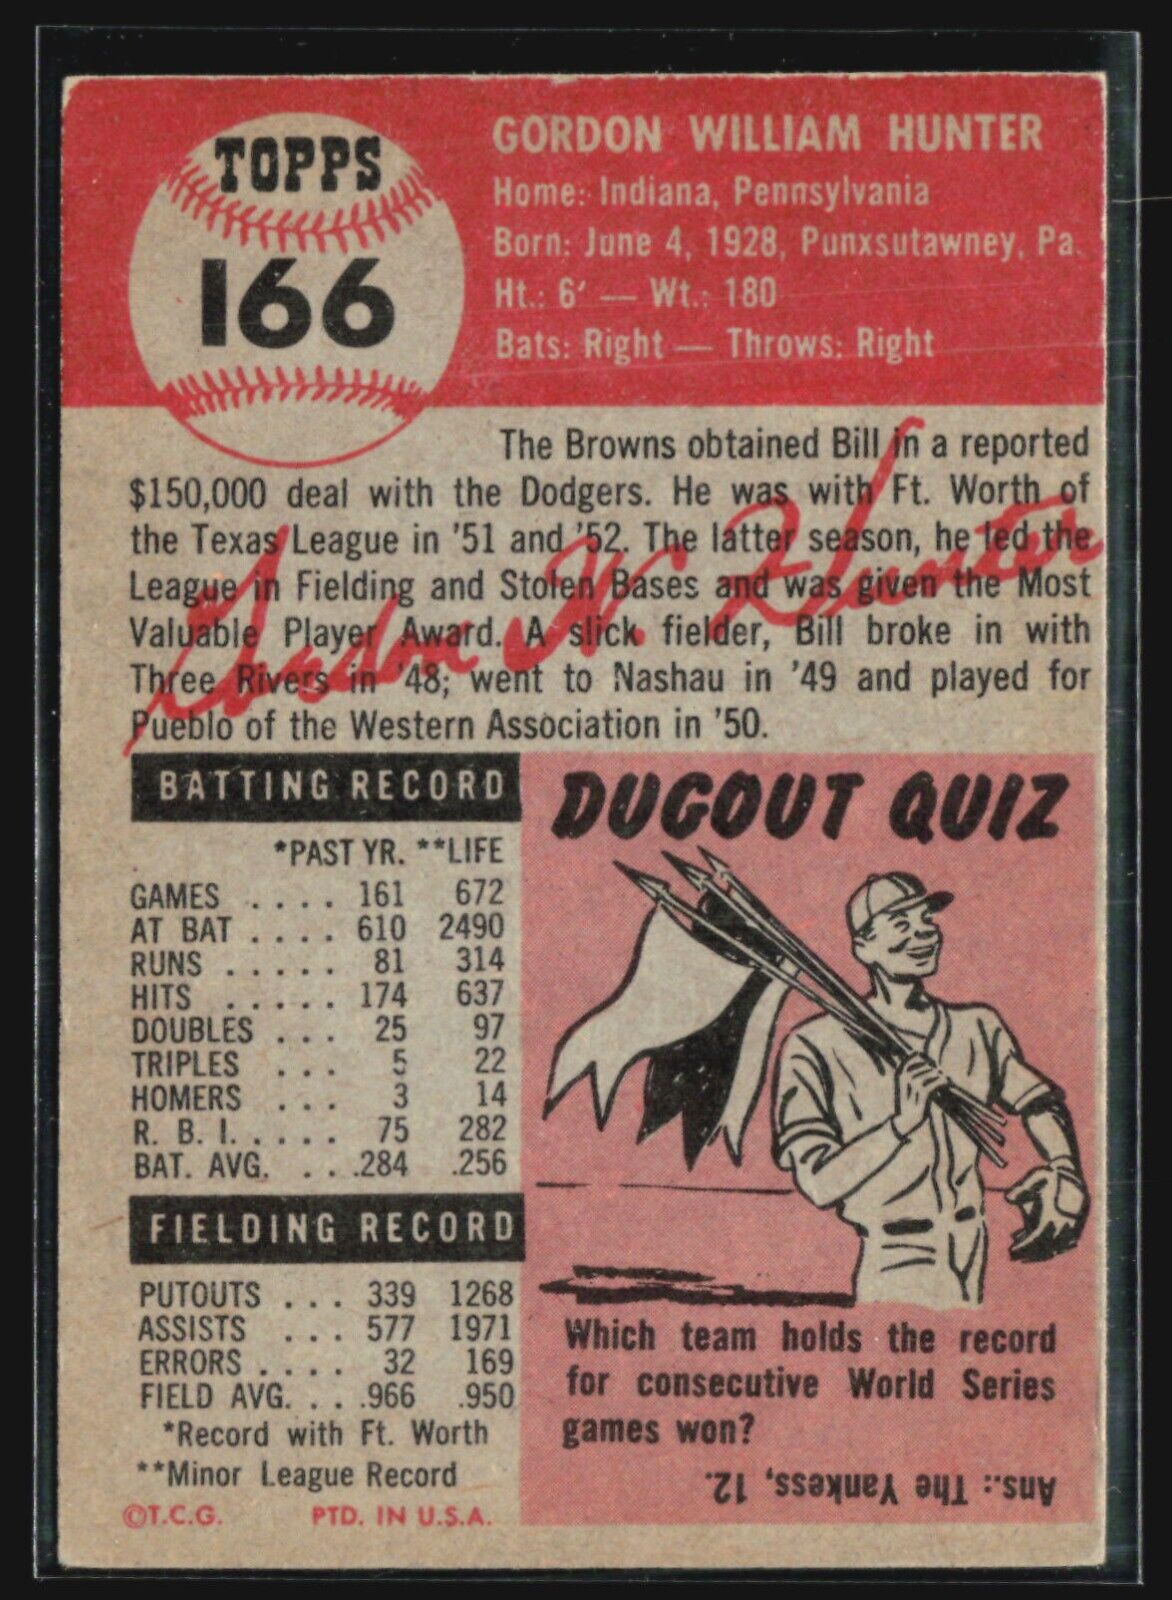 TOPPS
166
GORDON WILLIAM HUNTER
Home: Indiana, Pennsylvania
Born: June 4, 1928, Punxsutawney, Pa.
Ht.: 6' — Wt.: 180
Bats: Right — Throws: Right
The Browns obtained Bill in a reported
$150,000 deal with the Dodgers. He was with Ft. Worth of
the Texas League in '51 and '52. The latter season, he led the
League in Fielding and Stolen Bases and was given the Most
Valuable Player Award. A slick fielder, Bill broke in with
Three Rivers in '48; went to Nashau in '49 and played for
Pueblo of the Western Association in '50.
Gordon W. Hunter
BATTING RECORD
*PAST YR. **LIFE
GAMES .... 161 672
AT BAT .... 610 2490
RUNS ..... 81 314
HITS ..... 174 637
DOUBLES ... 25 97
TRIPLES ... 5 22
HOMERS ... 3 14
R. B. I. .... 75 282
BAT. AVG. ... .284 .256
FIELDING RECORD
PUTOUTS ... 339 1268
ASSISTS ... 577 1971
ERRORS .... 32 169
FIELD AVG. .. .966 .950
*Record with Ft. Worth
**Minor League Record
©T.C.G. PTD. IN U.S.A.
DUGOUT QUIZ
Which team holds the record
for consecutive World Series
games won?
Ans.: The Yankess, 12.